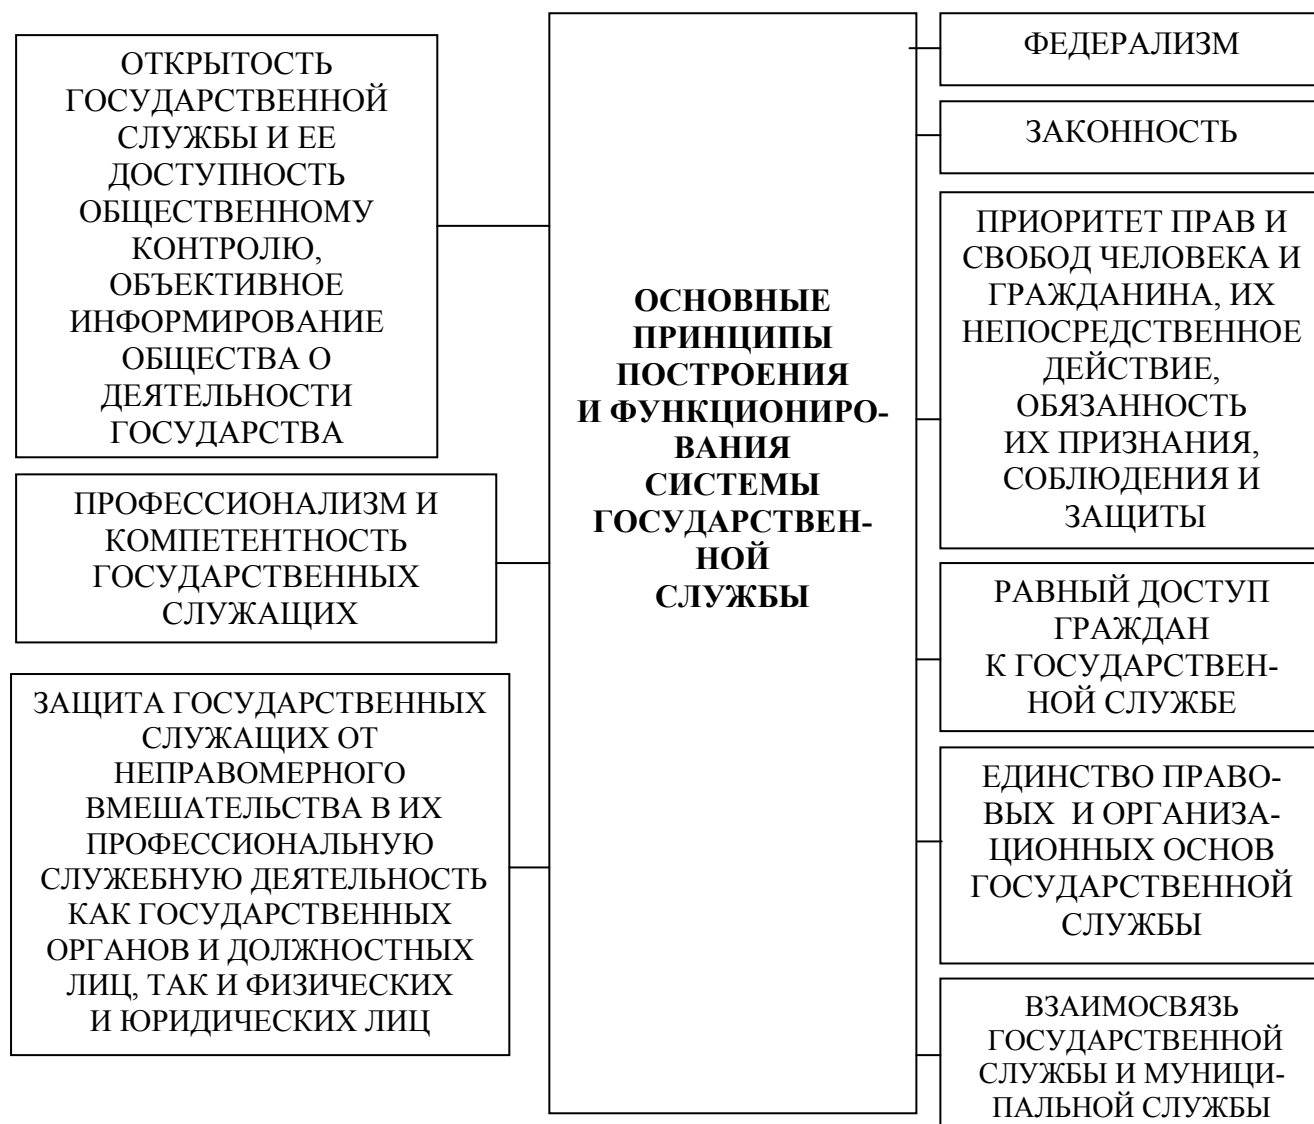 ОТКРЫТОСТЬ
ГОСУДАРСТВЕННОЙ
СЛУЖБЫ И ЕЕ
ДОСТУПНОСТЬ
ОБЩЕСТВЕННОМУ
КОНТРОЛЮ,
ОБЪЕКТИВНОЕ
ИНФОРМИРОВАНИЕ
ОБЩЕСТВА О
ДЕЯТЕЛЬНОСТИ
ГОСУДАРСТВА
ПРОФЕССИОНАЛИЗМ И
КОМПЕТЕНТНОСТЬ
ГОСУДАРСТВЕННЫХ
СЛУЖАЩИХ
ЗАЩИТА ГОСУДАРСТВЕННЫХ
СЛУЖАЩИХ ОТ
НЕПРАВОМЕРНОГО
ВМЕШАТЕЛЬСТВА В ИХ
ПРОФЕССИОНАЛЬНУЮ
СЛУЖЕБНУЮ ДЕЯТЕЛЬНОСТЬ
КАК ГОСУДАРСТВЕННЫХ
ОРГАНОВ И ДОЛЖНОСТНЫХ
ЛИЦ, ТАК И ФИЗИЧЕСКИХ
И ЮРИДИЧЕСКИХ ЛИЦ
ОСНОВНЫЕ
ПРИНЦИПЫ
ПОСТРОЕНИЯ
И ФУНКЦИОНИРО-
ВАНИЯ
СИСТЕМЫ
ГОСУДАРСТВЕН-
НОЙ
СЛУЖБЫ
ФЕДЕРАЛИЗМ
ЗАКОННОСТЬ
ПРИОРИТЕТ ПРАВ И
СВОБОД ЧЕЛОВЕКА И
ГРАЖДАНИНА, ИХ
НЕПОСРЕДСТВЕННОЕ
ДЕЙСТВИЕ,
ОБЯЗАННОСТЬ
ИХ ПРИЗНАНИЯ,
СОБЛЮДЕНИЯ И
ЗАЩИТЫ
РАВНЫЙ ДОСТУП
ГРАЖДАН
К ГОСУДАРСТВЕН-
НОЙ СЛУЖБЕ
ЕДИНСТВО ПРАВО-
ВЫХ И ОРГАНИЗА-
ЦИОННЫХ ОСНОВ
ГОСУДАРСТВЕННОЙ
СЛУЖБЫ
ВЗАИМОСВЯЗЬ
ГОСУДАРСТВЕННОЙ
СЛУЖБЫ И МУНИЦИ-
ПАЛЬНОЙ СЛУЖБЫ